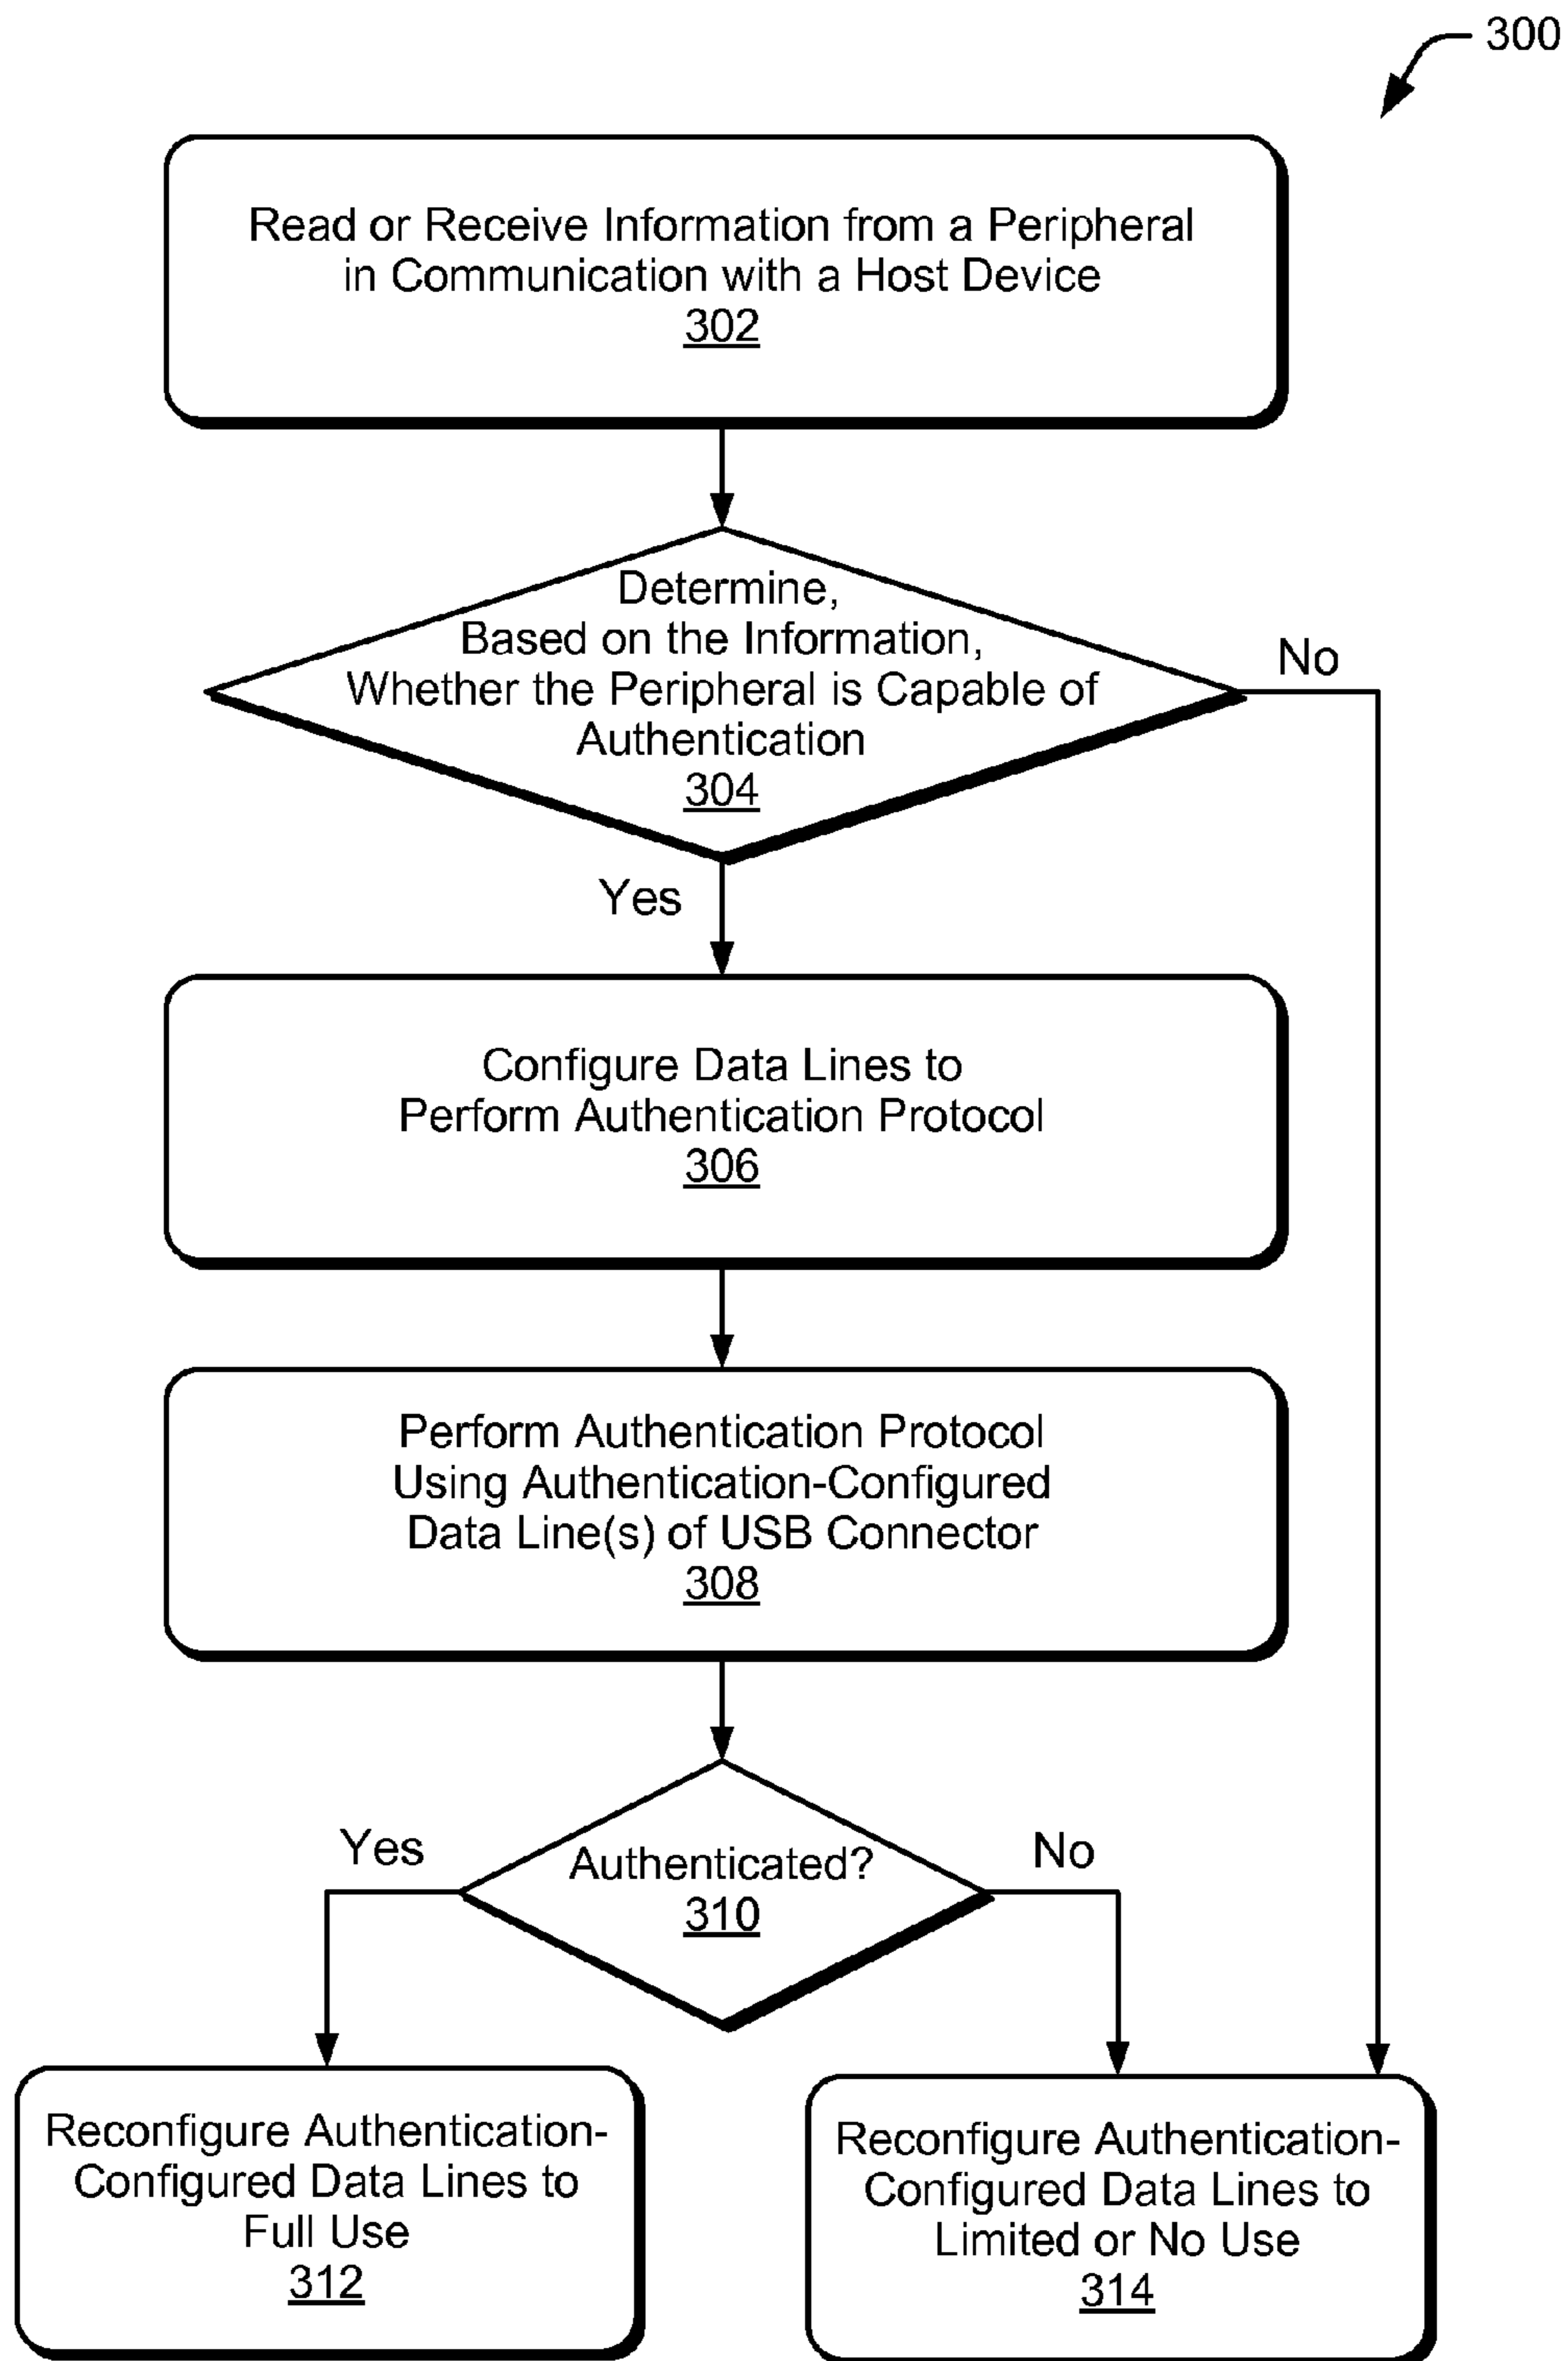 300
Read or Receive Information from a Peripheral
in Communication with a Host Device
302
Determine,
Based on the Information,
Whether the Peripheral is Capable of
Authentication
304
No
Yes
Configure Data Lines to
Perform Authentication Protocol
306
Perform Authentication Protocol
Using Authentication-Configured
Data Line(s) of USB Connector
308
Authenticated?
310
Yes
No
Reconfigure Authentication-
Configured Data Lines to
Full Use
312
Reconfigure Authentication-
Configured Data Lines to
Limited or No Use
314